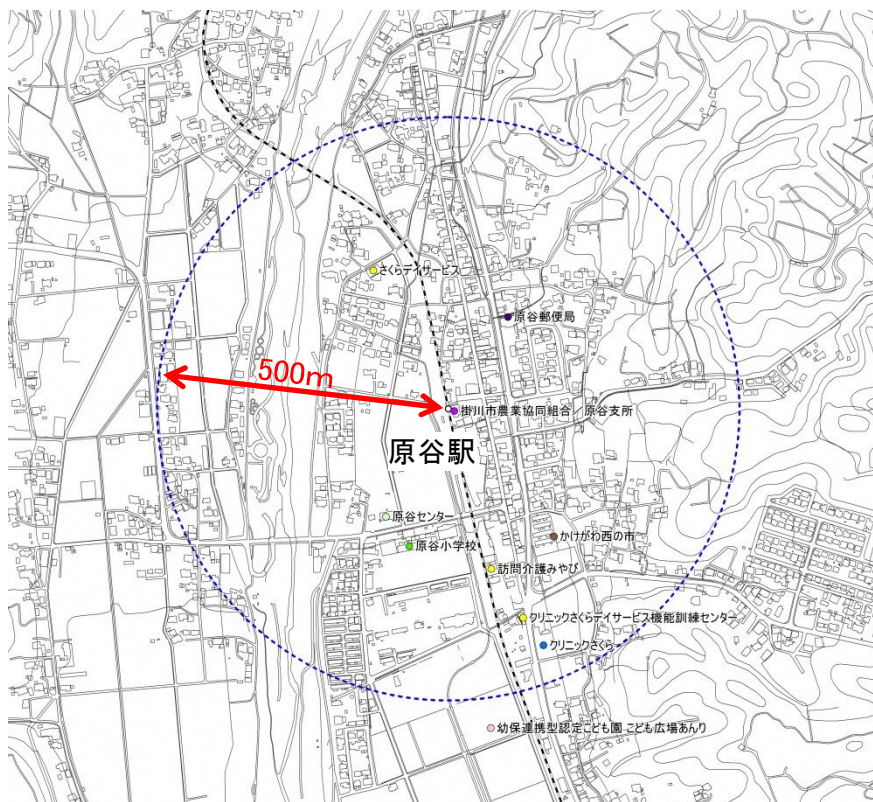 さくらデイサービス
原谷郵便局
500m
掛川市農業協同組合／原谷支所
原谷駅
原谷センター
かけがわ西の市
原谷小学校
訪問介護みやび
クリニックさくらデイサービス機能訓練センター
クリニックさくら
幼保連携型認定こども園 こども広場あんり